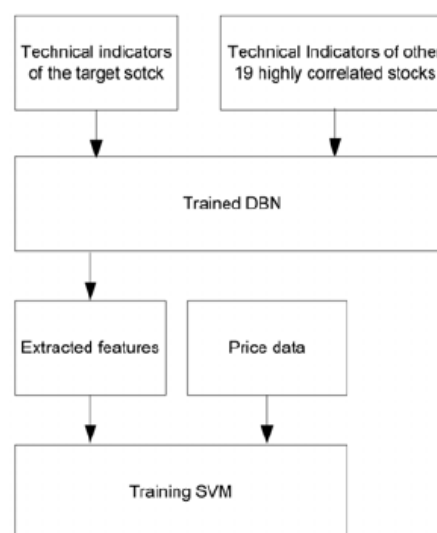 Technical indicators
of the target sotck
Technical Indicators of other
19 highly correlated stocks
Trained DBN
Extracted features
Price data
Training SVM